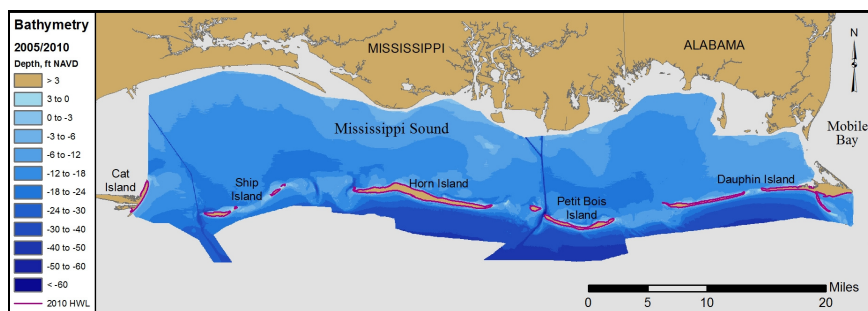 Bathymetry
2005/2010
Depth, ft NAVD
> 3
3 to 0
0 to -3
-3 to -6
-6 to -12
-12 to -18
-18 to -24
-24 to -30
-30 to -40
-40 to -50
-50 to -60
< -60
2010 HWL
MISSISSIPPI
ALABAMA
N
Mississippi Sound
Mobile
Bay
Cat
Island
Ship
Island
Horn Island
Petit Bois
Island
Dauphin Island
Miles
0 5 10 20